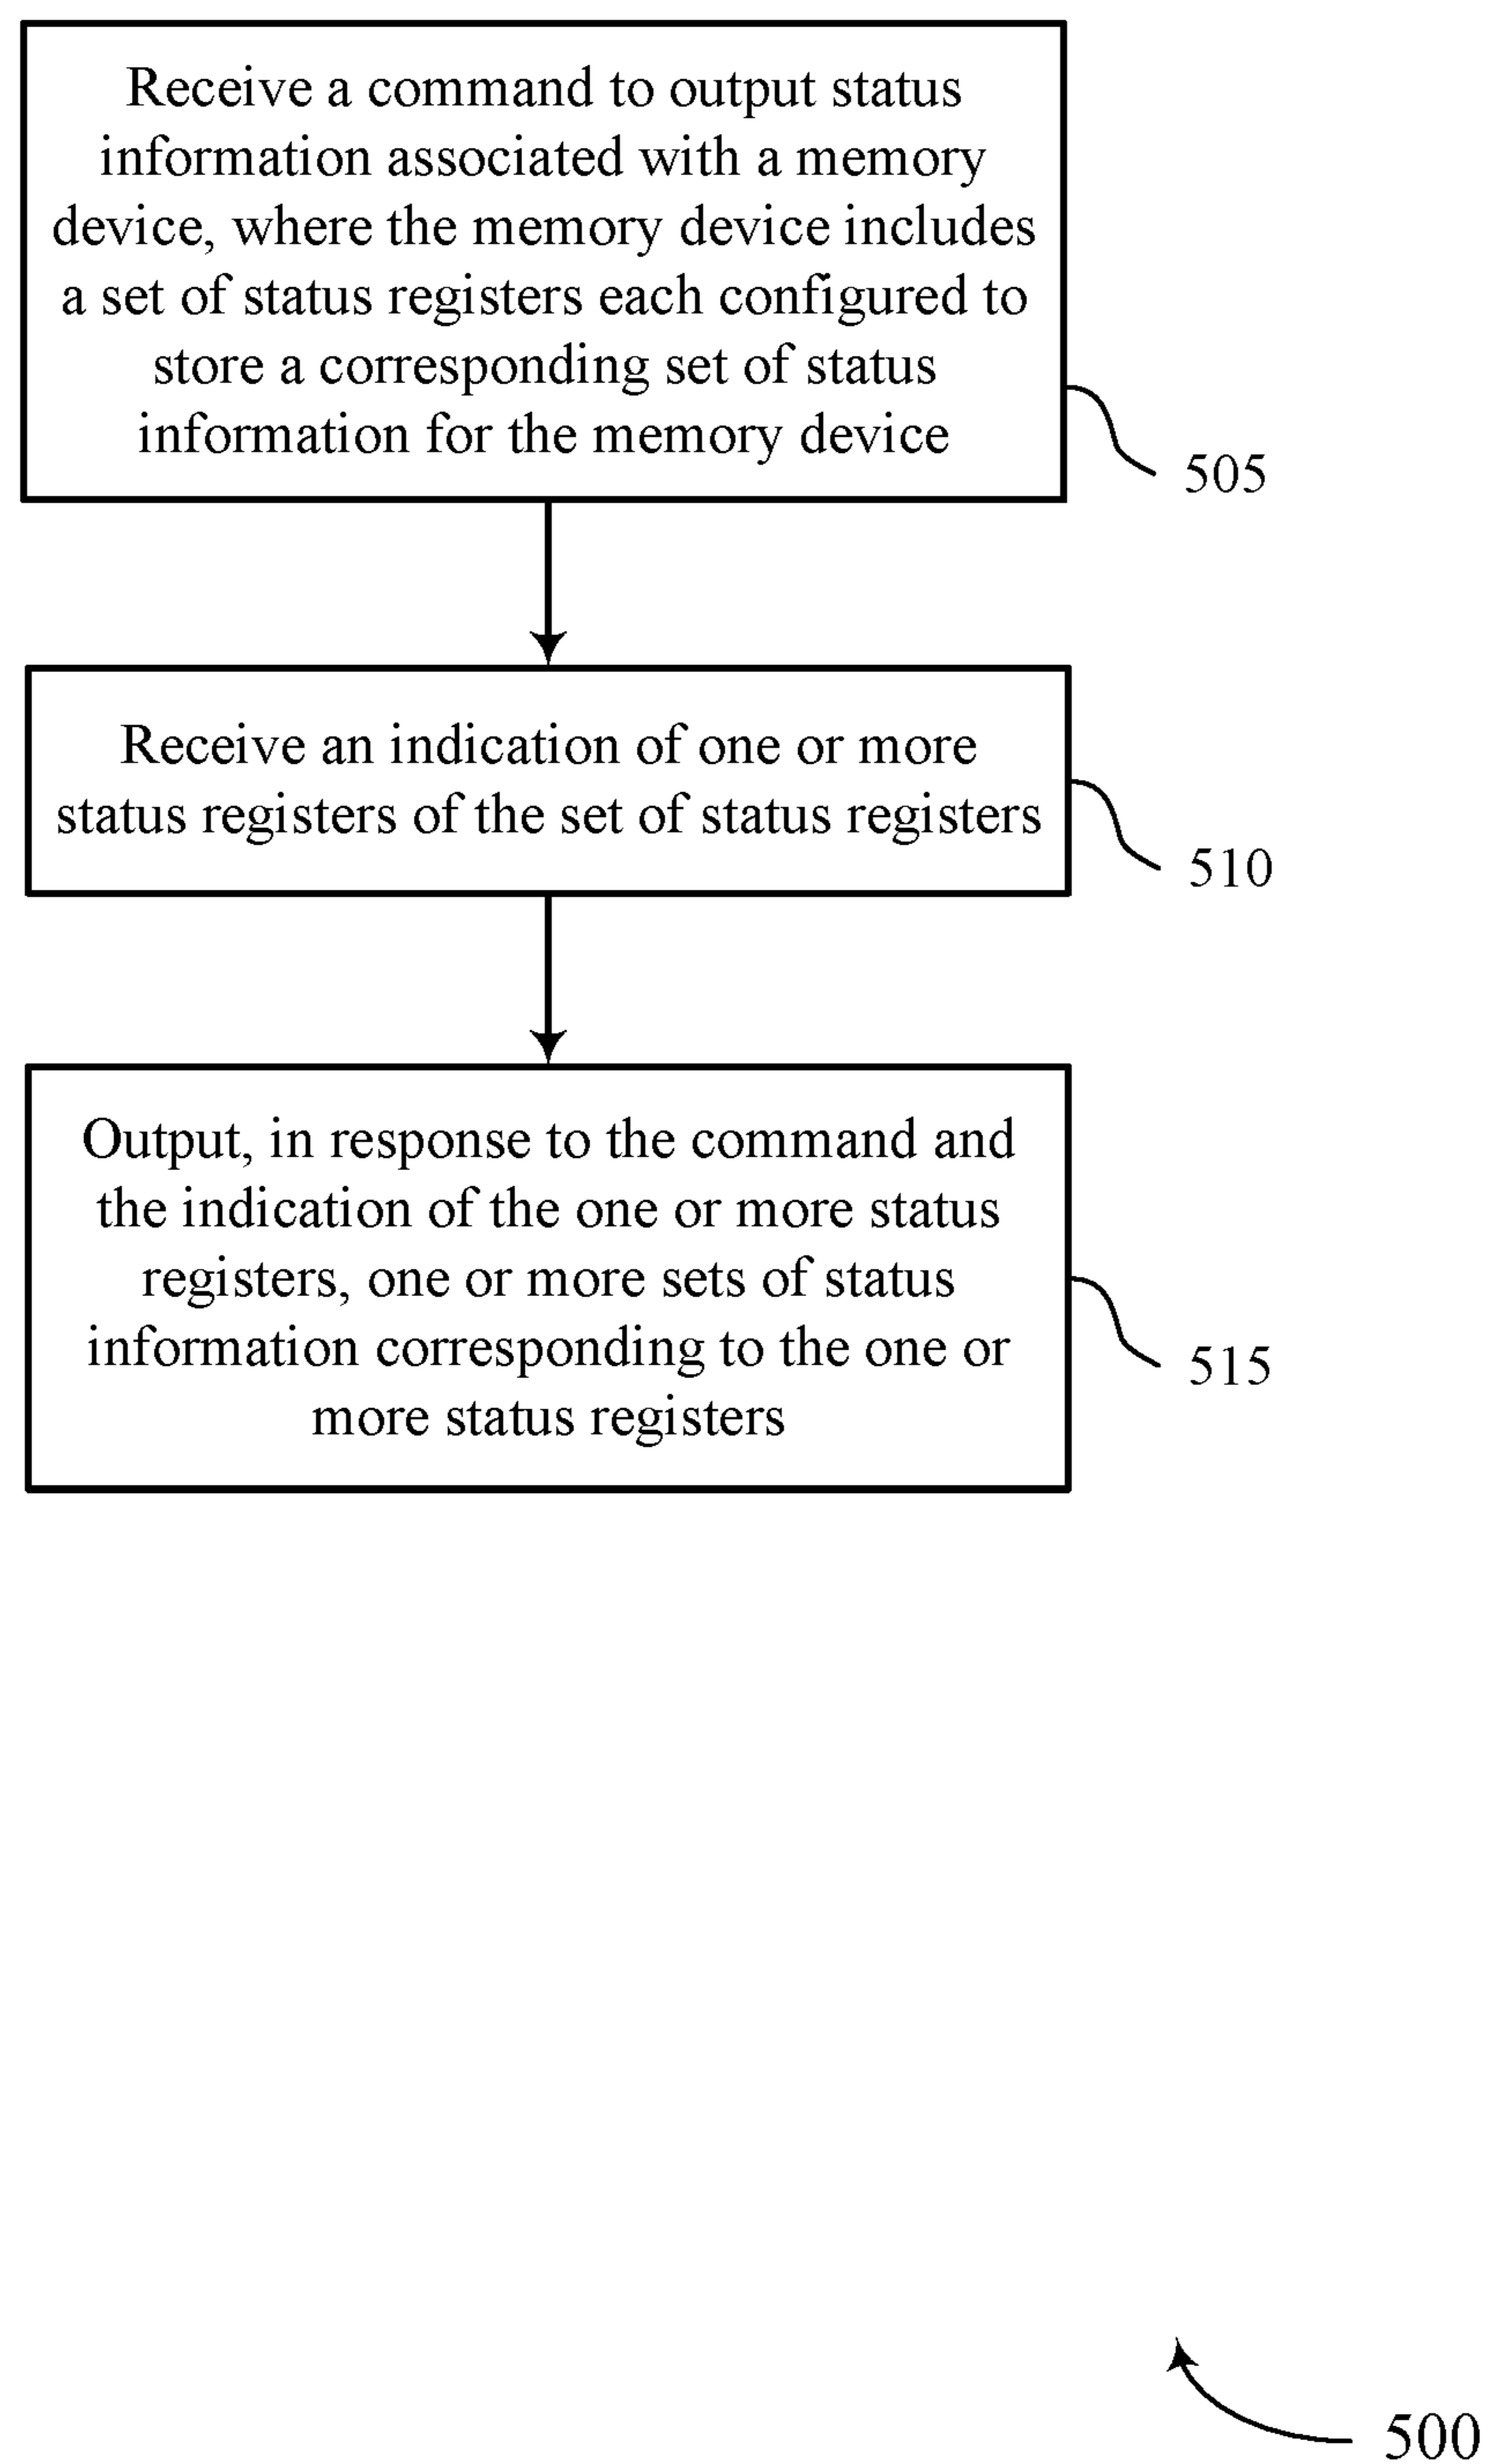 Receive a command to output status
information associated with a memory
device, where the memory device includes
a set of status registers each configured to
store a corresponding set of status
information for the memory device
505
Receive an indication of one or more
status registers of the set of status registers
510
Output, in response to the command and
the indication of the one or more status
registers, one or more sets of status
information corresponding to the one or
more status registers
515
500